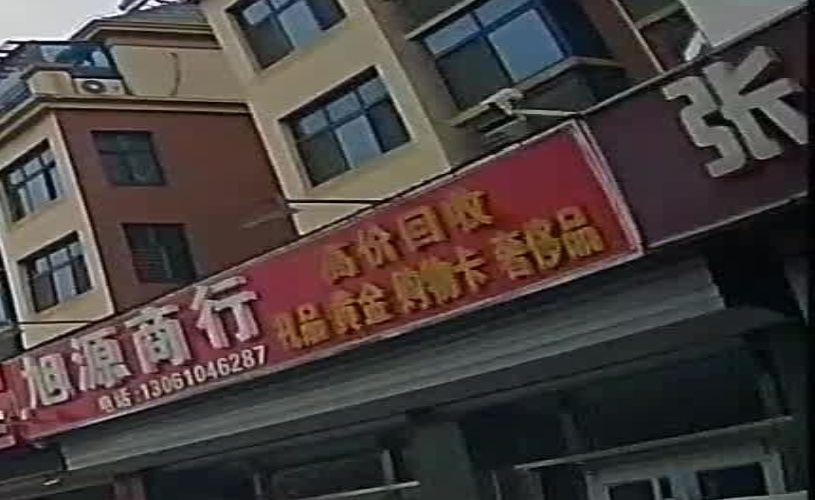 旭源商行
电话:13061046287
高价回收
礼品 黄金 购物卡 奢侈品
张